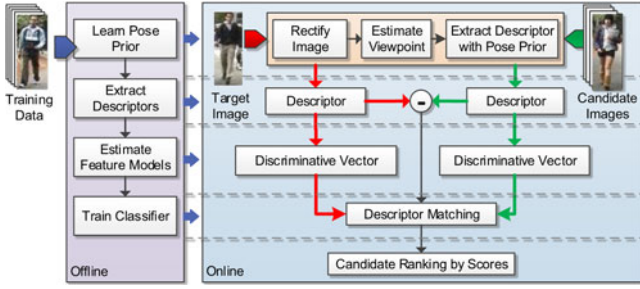 Training
Data
Learn Pose
Prior
Extract
Descriptors
Estimate
Feature Models
Train Classifier
Offline
Target
Image
Rectify
Image
Estimate
Viewpoint
Extract Descriptor
with Pose Prior
Candidate
Images
Descriptor
-
Descriptor
Discriminative Vector
Discriminative Vector
Descriptor Matching
Candidate Ranking by Scores
Online